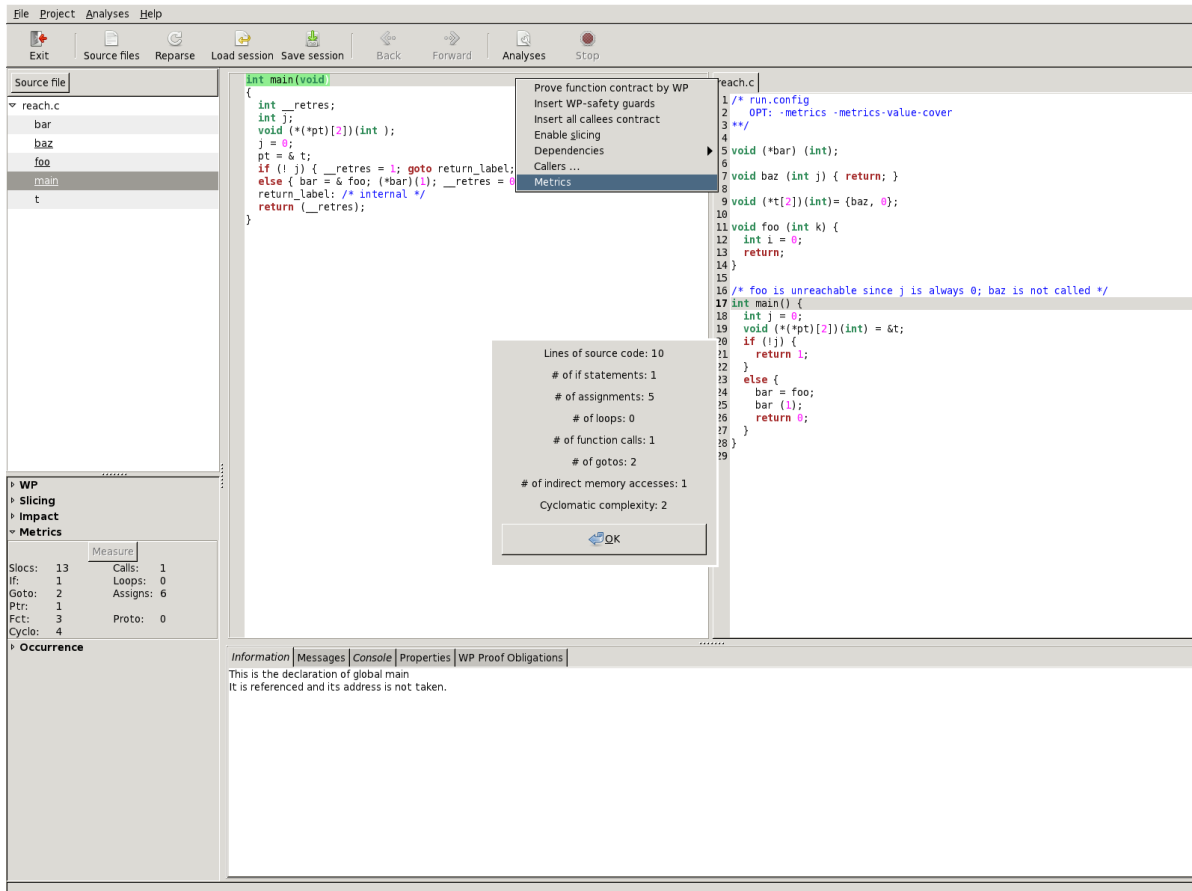 File Project Analyses Help
Exit Source files Reparse Load session Save session Back Forward Analyses Stop
Source file
reach.c
bar
baz
foo
main
t
WP
Slicing
Impact
Metrics
Measure
Slocs: 13 Calls: 1
If: 1 Loops: 0
Goto: 2 Assigns: 6
Ptr: 1
Fct: 3 Proto: 0
Cyclo: 4
Occurrence
int main(void)
{
int __retres;
int j;
void (*(*pt)[2])(int );
j = 0;
pt = & t;
if (! j) { __retres = 1; goto return_label;
else { bar = & foo; (*bar)(1); __retres = 0
return_label: /* internal */
return (__retres);
}
Prove function contract by WP
Insert WP-safety guards
Insert all callees contract
Enable slicing
Dependencies
Callers ...
Metrics
Lines of source code: 10
# of if statements: 1
# of assignments: 5
# of loops: 0
# of function calls: 1
# of gotos: 2
# of indirect memory accesses: 1
Cyclomatic complexity: 2
OK
reach.c
1 /* run.config
2 OPT: -metrics -metrics-value-cover
3 **/
4
5 void (*bar) (int);
6
7 void baz (int j) { return; }
8
9 void (*t[2])(int)= {baz, 0};
10
11 void foo (int k) {
12 int i = 0;
13 return;
14 }
15
16 /* foo is unreachable since j is always 0; baz is not called */
17 int main() {
18 int j = 0;
19 void (*(*pt)[2])(int) = &t;
20 if (!j) {
21 return 1;
22 }
23 else {
24 bar = foo;
25 bar (1);
26 return 0;
27 }
28 }
29
Information Messages Console Properties WP Proof Obligations
This is the declaration of global main
It is referenced and its address is not taken.